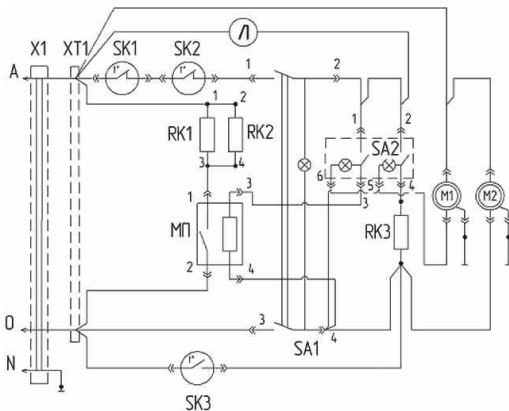 X1 XT1 SK1 SK2 Л
A t° t° 1 2
1 2 1 2
RK1 RK2 SA2
3 4 6 5 4
1 3 3 M1 M2
МП RK3
2 4
O 3 4
SA1
N t°
SK3